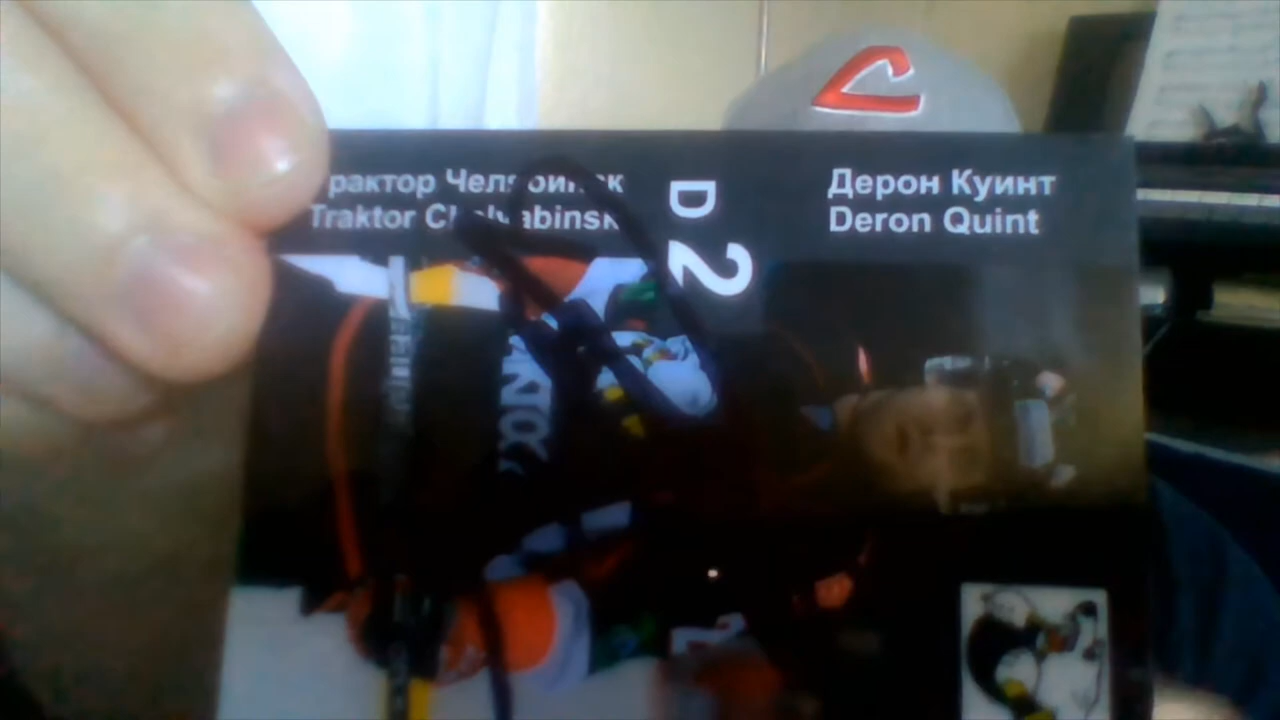 Трактор Челябинск
Traktor Chelyabinsk
D 2
Дерон Куинт
Deron Quint
C